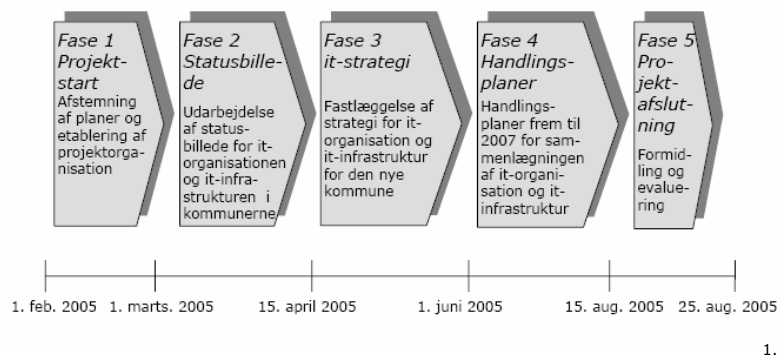 Fase 1
Projekt-
start
Afstemning
af planer og
etablering af
projektorga-
nisation
Fase 2
Statusbille-
de
Udarbejdelse
af status-
billede for it-
organisationen
og it-infra-
strukturen i
kommunerne
Fase 3
it-strategi
Fastlæggelse af
strategi for it-
organisation og
it-infrastruktur
for den nye
kommune
Fase 4
Handlings-
planer
Handlings-
planer frem til
2007 for sam-
menlægningen
af it-organi-
sation og it-
infrastruktur
Fase 5
Pro-
jekt-
afslut-
ning
Formid-
ling og
evalue-
ring
1. feb. 2005 1. marts. 2005 15. april 2005 1. juni 2005 15. aug. 2005 25. aug. 2005
1.